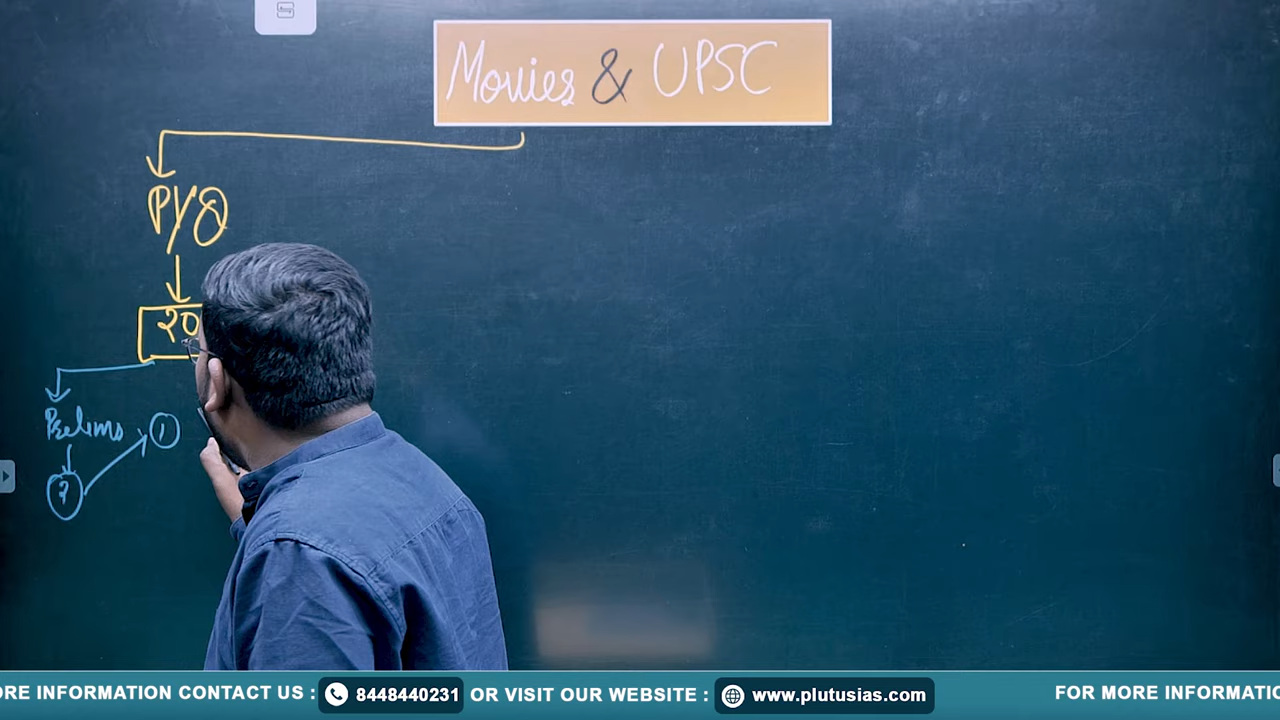 Movies & UPSC
PYQ
Prelims
1
?
ORE INFORMATION CONTACT US : 8448440231 OR VISIT OUR WEBSITE : www.plutusias.com FOR MORE INFORMATIO